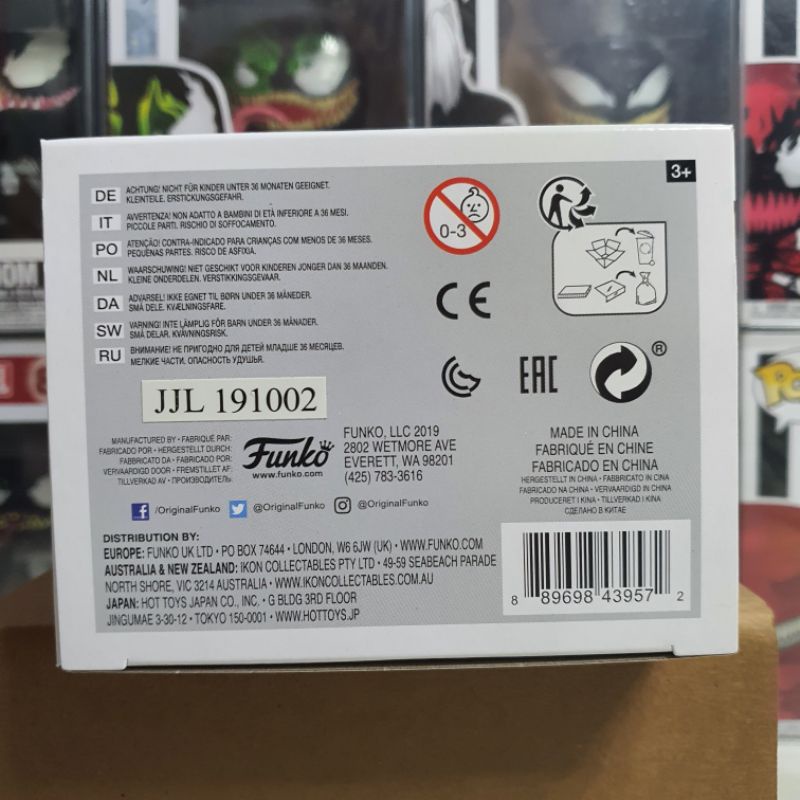 3+
DE ACHTUNG! NICHT FÜR KINDER UNTER 36 MONATEN GEEIGNET.
KLEINTEILE. ERSTICKUNGSGEFAHR.
IT AVVERTENZA! NON ADATTO A BAMBINI DI ETÀ INFERIORE A 36 MESI.
PICCOLE PARTI. RISCHIO DI SOFFOCAMENTO.
PO ATENÇÃO! CONTRA-INDICADO PARA CRIANÇAS COM MENOS DE 36 MESES.
PEQUENAS PARTES. RISCO DE ASFIXIA.
NL WAARSCHUWING! NIET GESCHIKT VOOR KINDEREN JONGER DAN 36 MAANDEN.
KLEINE ONDERDELEN. VERSTIKKINGSGEVAAR.
DA ADVARSEL! IKKE EGNET TIL BØRN UNDER 36 MÅNEDER.
SMÅ DELE. KVÆLNINGSFARE.
SW VARNING! INTE LÄMPLIG FÖR BARN UNDER 36 MÅNADER.
SMÅ DELAR. KVÄVNINGSRISK.
RU ВНИМАНИЕ! НЕ ПРИГОДНО ДЛЯ ДЕТЕЙ МЛАДШЕ 36 МЕСЯЦЕВ.
МЕЛКИЕ ЧАСТИ. ОПАСНОСТЬ УДУШЬЯ.
0-3
CE
EAC
®
JJL 191002
MANUFACTURED BY • FABRIQUÉ PAR:
FABRICADO POR • HERGESTELLT DURCH:
FABBRICATO DA • FABRICADO POR:
VERVAARDIGD DOOR • FREMSTILLET AF:
TILLVERKAD AV • ПРОИЗВОДИТЕЛЬ:
Funko
www.funko.com
FUNKO, LLC 2019
2802 WETMORE AVE
EVERETT, WA 98201
(425) 783-3616
MADE IN CHINA
FABRIQUÉ EN CHINE
FABRICADO EN CHINA
HERGESTELLT IN CHINA • FABBRICATO IN CINA
FABRICADO NA CHINA • VERVAARDIGD IN CHINA
PRODUCERET I KINA • TILLVERKAD I KINA
СДЕЛАНО В КИТАЕ
/OriginalFunko @OriginalFunko @OriginalFunko
DISTRIBUTION BY:
EUROPE: FUNKO UK LTD • PO BOX 74644 • LONDON, W6 6JW (UK) • WWW.FUNKO.COM
AUSTRALIA & NEW ZEALAND: IKON COLLECTABLES PTY LTD • 49-59 SEABEACH PARADE
NORTH SHORE, VIC 3214 AUSTRALIA • WWW.IKONCOLLECTABLES.COM.AU
JAPAN: HOT TOYS JAPAN CO., INC. • G BLDG 3RD FLOOR
JINGUMAE 3-30-12 • TOKYO 150-0001 • WWW.HOTTOYS.JP
8 89698 43957 2